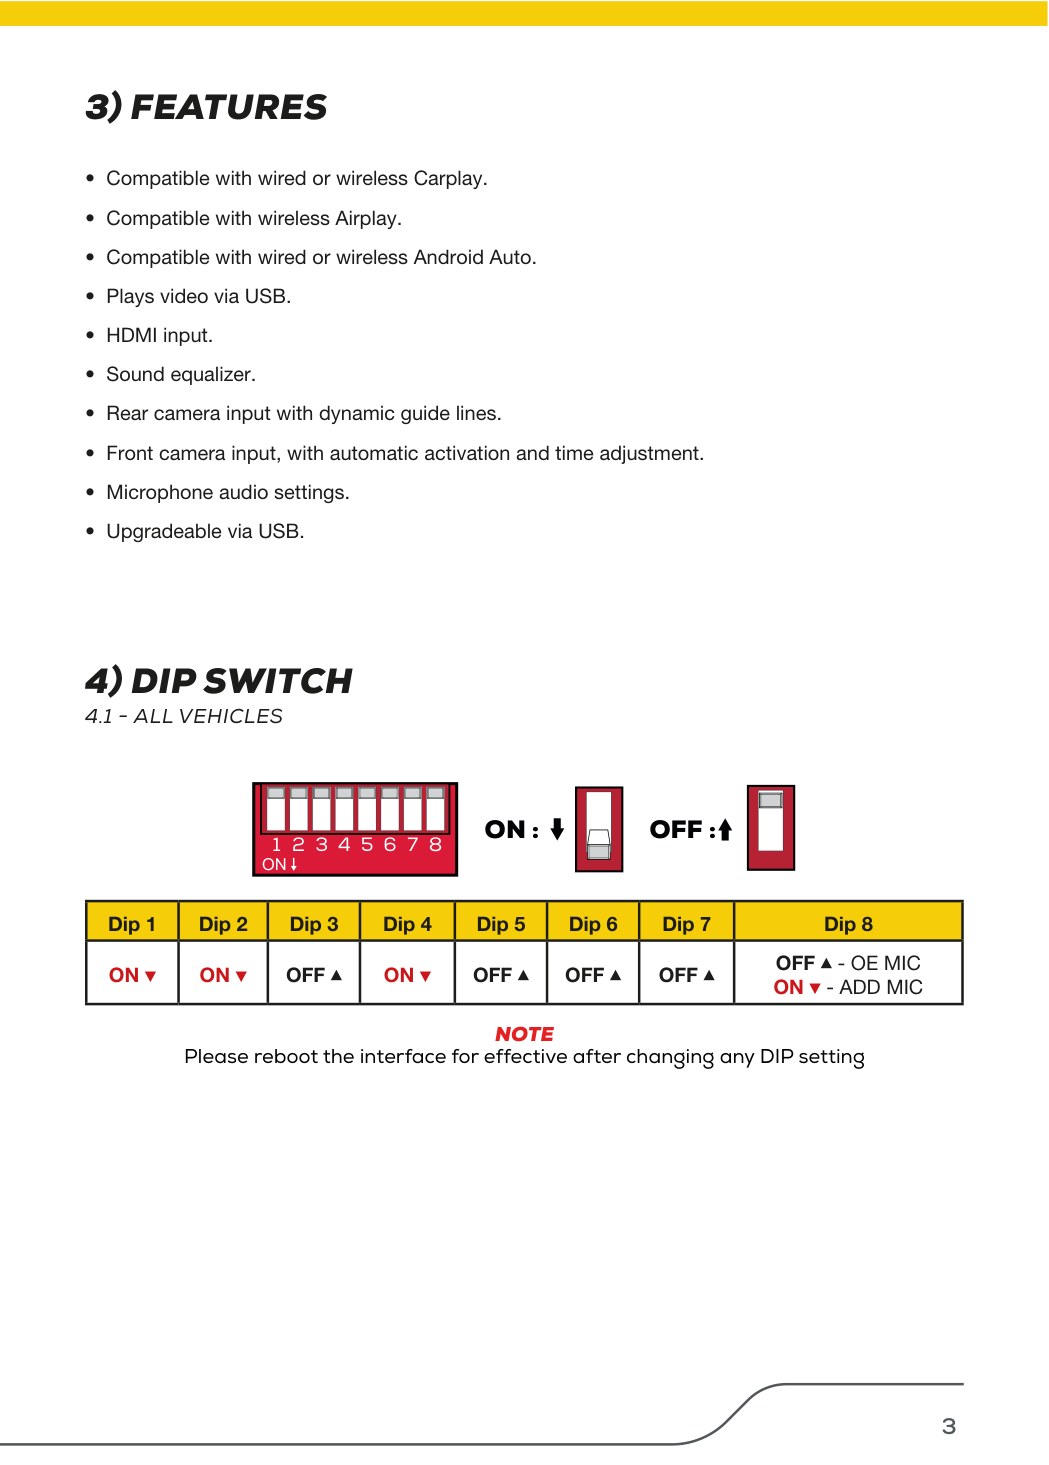 3) FEATURES
• Compatible with wired or wireless Carplay.
• Compatible with wireless Airplay.
• Compatible with wired or wireless Android Auto.
• Plays video via USB.
• HDMI input.
• Sound equalizer.
• Rear camera input with dynamic guide lines.
• Front camera input, with automatic activation and time adjustment.
• Microphone audio settings.
• Upgradeable via USB.
4) DIP SWITCH
4.1 - ALL VEHICLES
1 2 3 4 5 6 7 8
ON ↓
ON : ⬇ OFF : ⬆
Dip 1 Dip 2 Dip 3 Dip 4 Dip 5 Dip 6 Dip 7 Dip 8
ON ▼ ON ▼ OFF ▲ ON ▼ OFF ▲ OFF ▲ OFF ▲
OFF ▲ - OE MIC
ON ▼ - ADD MIC
NOTE
Please reboot the interface for effective after changing any DIP setting
3